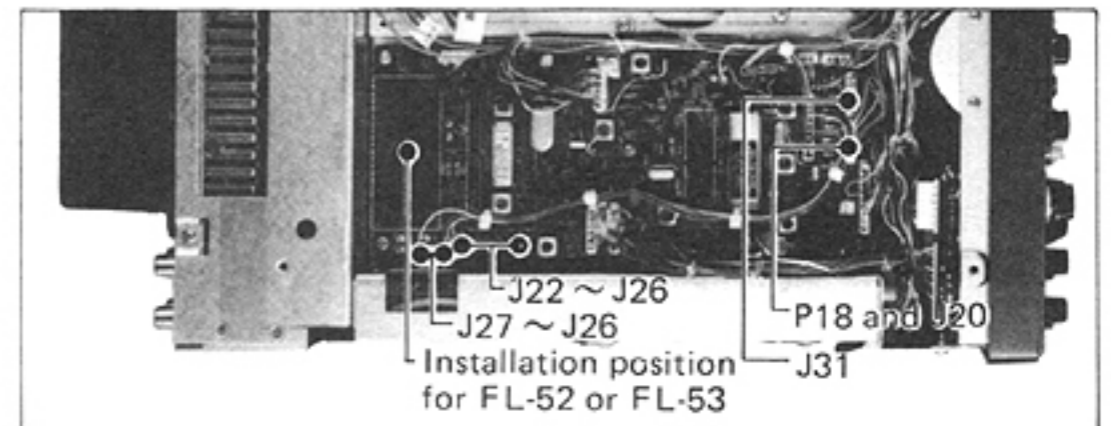 J22 ~ J26
J27 ~ J26
P18 and J20
Installation position
J31
for FL-52 or FL-53